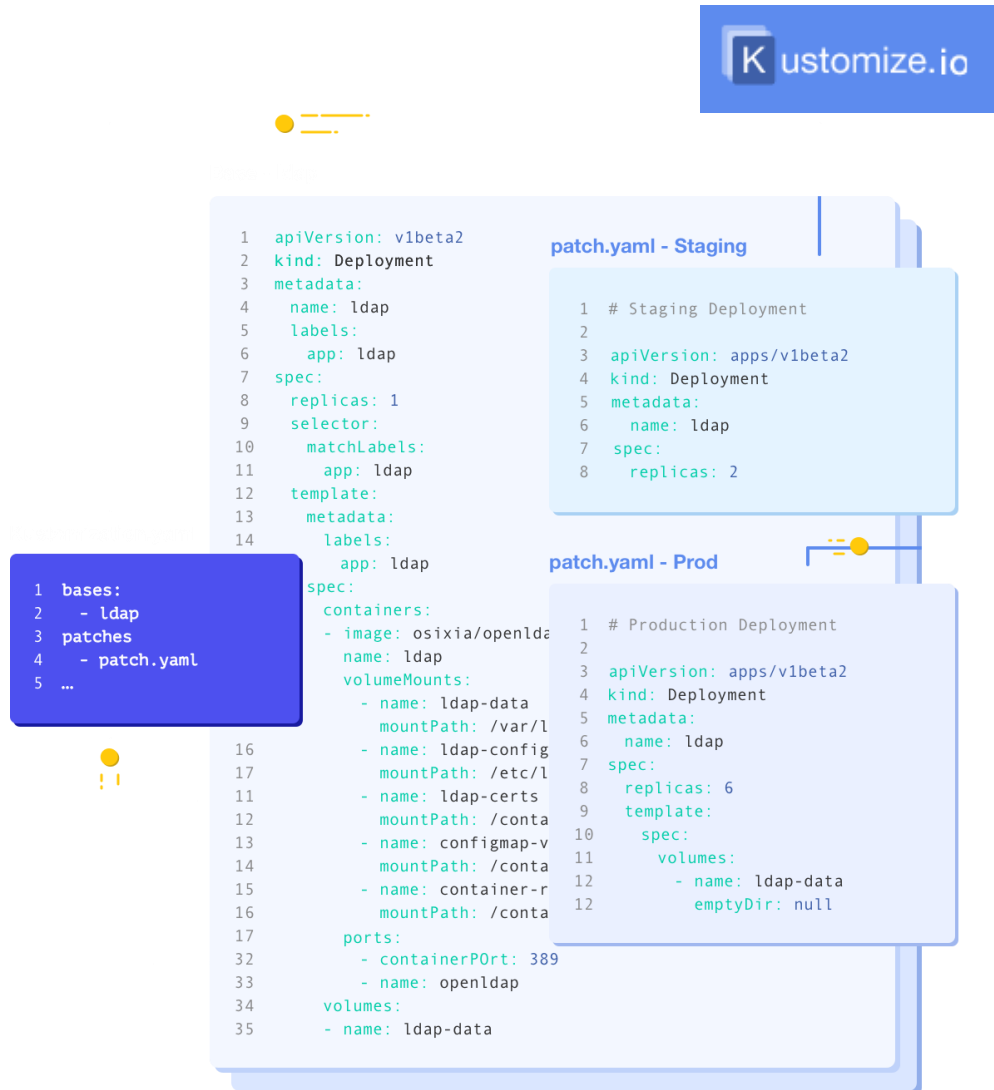 Kustomize.io
1 apiVersion: v1beta2
2 kind: Deployment
3 metadata:
4 name: ldap
5 labels:
6 app: ldap
7 spec:
8 replicas: 1
9 selector:
10 matchLabels:
11 app: ldap
12 template:
13 metadata:
14 labels:
app: ldap
spec:
containers:
- image: osixia/openlda
name: ldap
volumeMounts:
- name: ldap-data
mountPath: /var/l
16 - name: ldap-config
17 mountPath: /etc/l
11 - name: ldap-certs
12 mountPath: /conta
13 - name: configmap-v
14 mountPath: /conta
15 - name: container-r
16 mountPath: /conta
17 ports:
32 - containerPOrt: 389
33 - name: openldap
34 volumes:
35 - name: ldap-data
patch.yaml - Staging
1 # Staging Deployment
2
3 apiVersion: apps/v1beta2
4 kind: Deployment
5 metadata:
6 name: ldap
7 spec:
8 replicas: 2
1 bases:
2 - ldap
3 patches
4 - patch.yaml
5 …
patch.yaml - Prod
1 # Production Deployment
2
3 apiVersion: apps/v1beta2
4 kind: Deployment
5 metadata:
6 name: ldap
7 spec:
8 replicas: 6
9 template:
10 spec:
11 volumes:
12 - name: ldap-data
12 emptyDir: null